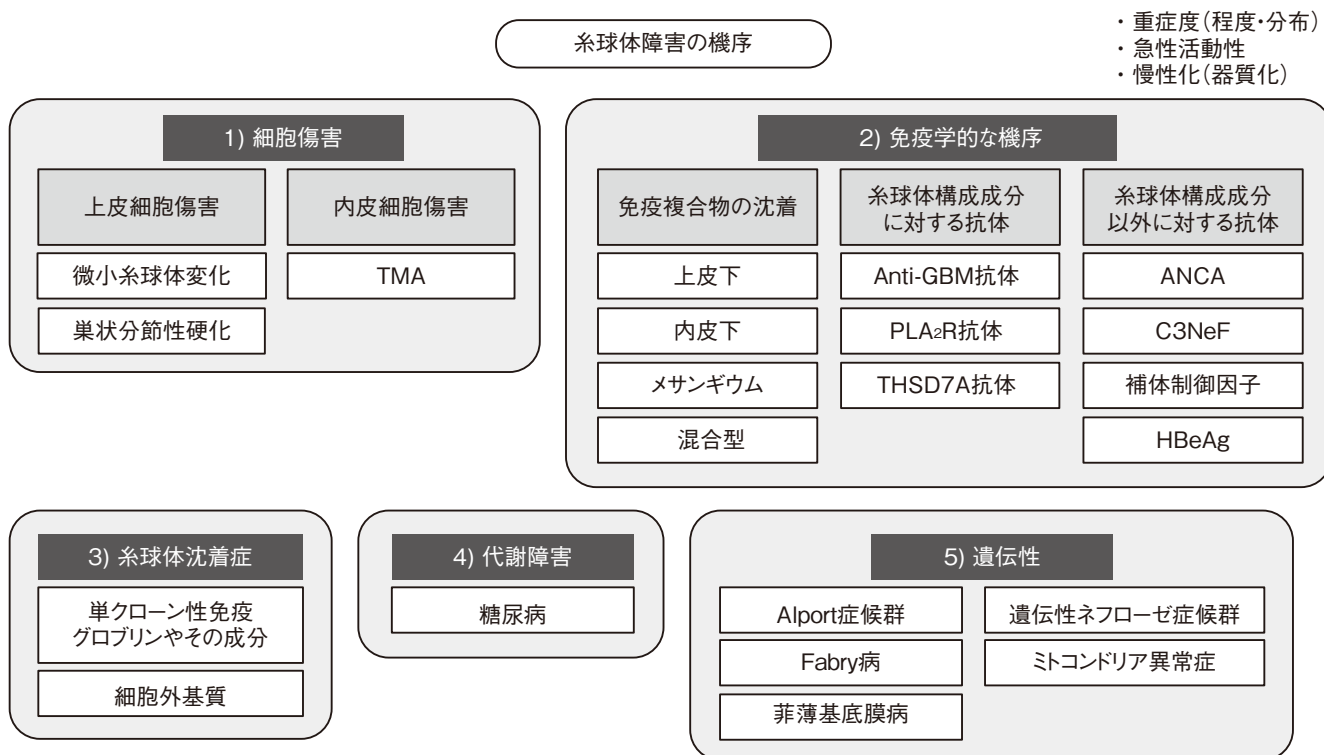 糸球体障害の機序
・重症度(程度・分布)
・急性活動性
・慢性化(器質化)
1) 細胞傷害
上皮細胞傷害
微小糸球体変化
巣状分節性硬化
内皮細胞傷害
TMA
2) 免疫学的な機序
免疫複合物の沈着
上皮下
内皮下
メサンギウム
混合型
糸球体構成成分
に対する抗体
Anti-GBM抗体
PLA2R抗体
THSD7A抗体
糸球体構成成分
以外に対する抗体
ANCA
C3NeF
補体制御因子
HBeAg
3) 糸球体沈着症
単クローン性免疫
グロブリンやその成分
細胞外基質
4) 代謝障害
糖尿病
5) 遺伝性
Alport症候群
Fabry病
菲薄基底膜病
遺伝性ネフローゼ症候群
ミトコンドリア異常症